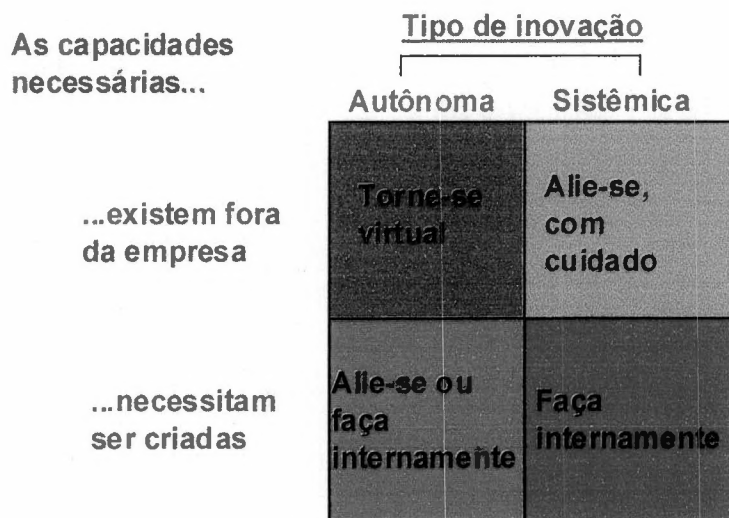 Tipo de inovação
As capacidades
necessárias...
Autônoma
Sistêmica
...existem fora
da empresa
Torne-se
virtual
Alie-se,
com
cuidado
...necessitam
ser criadas
Alie-se ou
faça
internamente
Faça
internamente